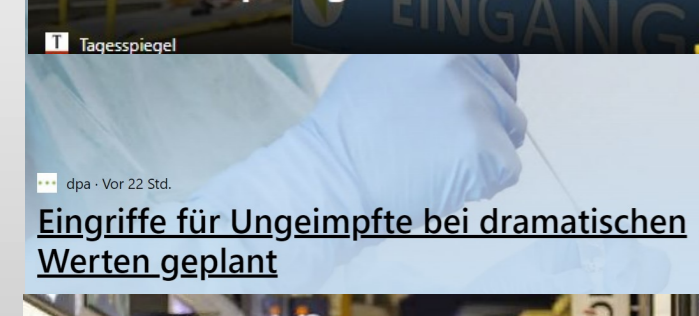 EINGANG
T Tagesspiegel
dpa · Vor 22 Std.
Eingriffe für Ungeimpfte bei dramatischen
Werten geplant